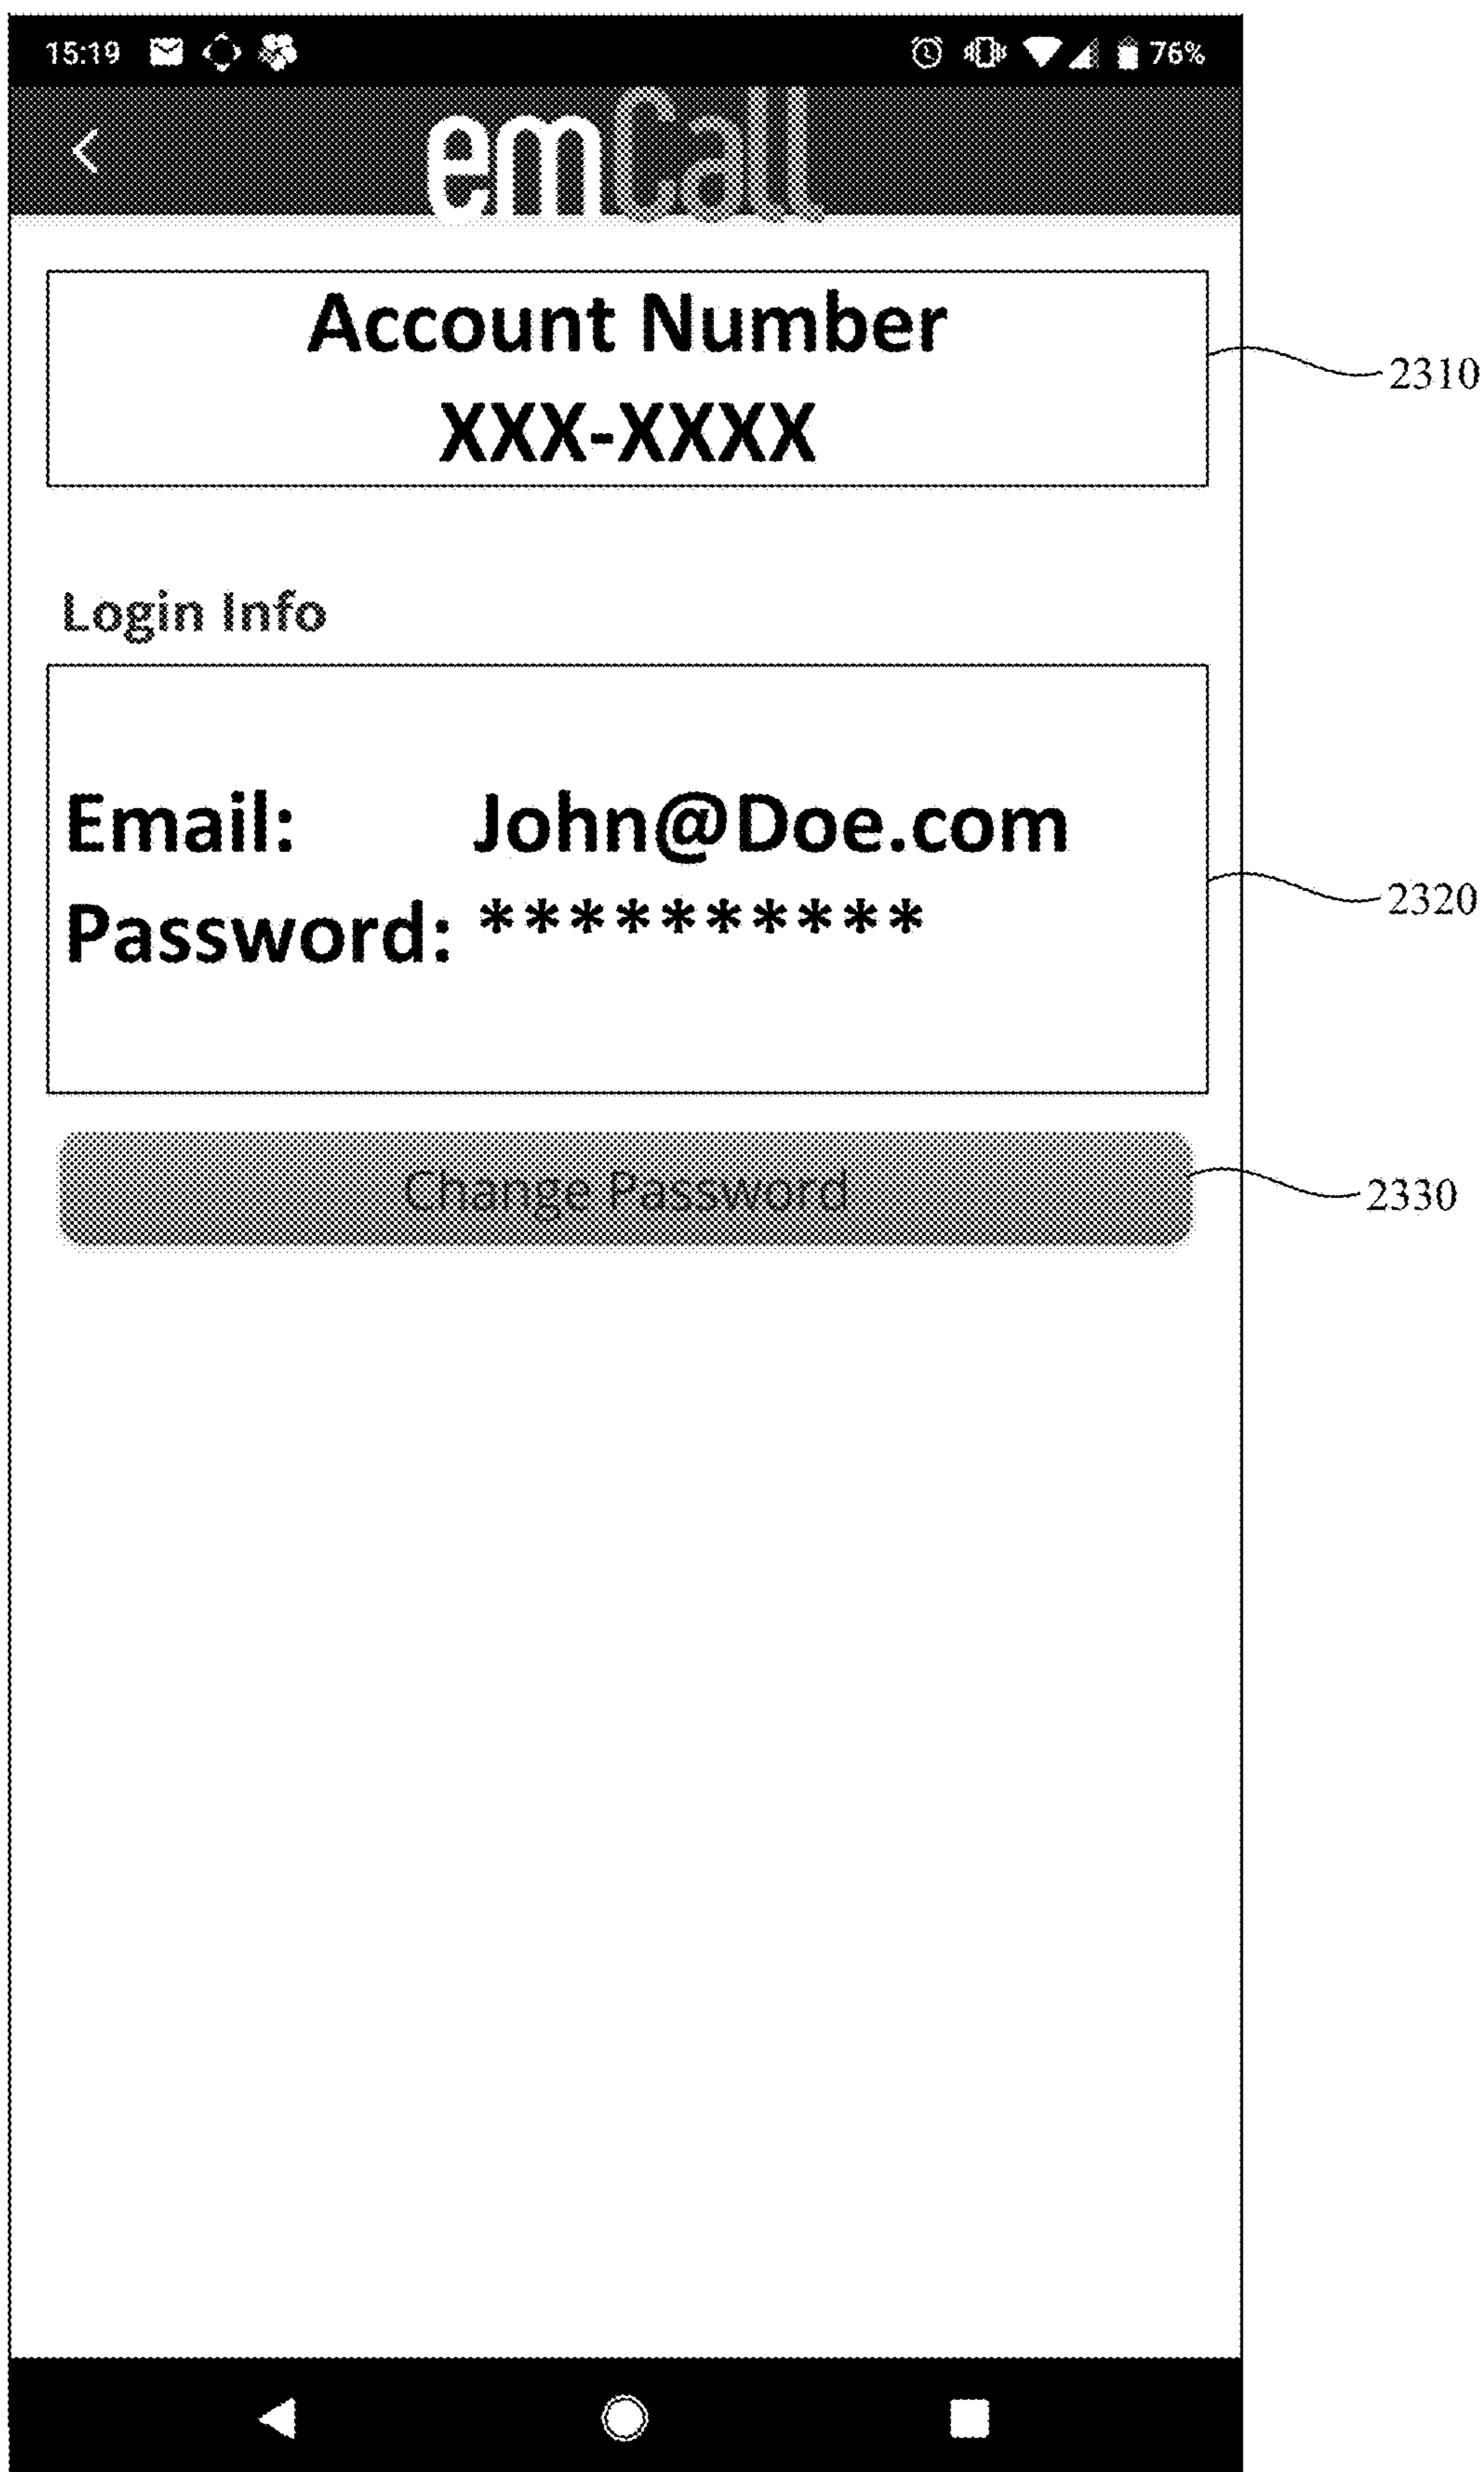 15:19 76%
emCall
Account Number
XXX-XXXX
2310
Login Info
Email: John@Doe.com
2320
Password: **********
Change Password
2330